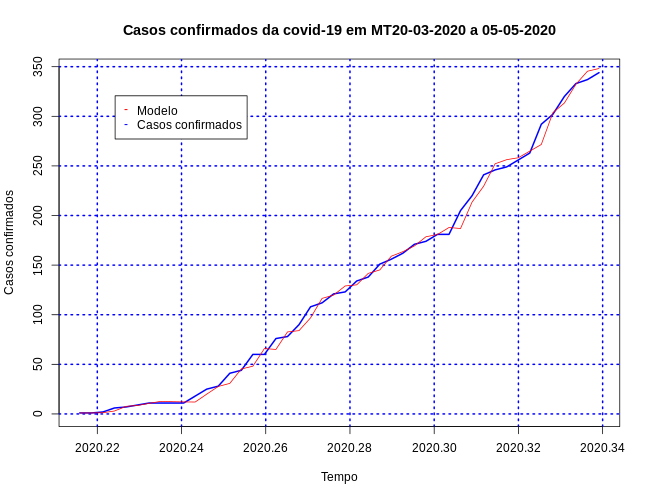 Casos confirmados da covid-19 em MT20-03-2020 a 05-05-2020
350
300
250
200
150
100
50
0
Casos confirmados
- Modelo
- Casos confirmados
2020.22 2020.24 2020.26 2020.28 2020.30 2020.32 2020.34
Tempo